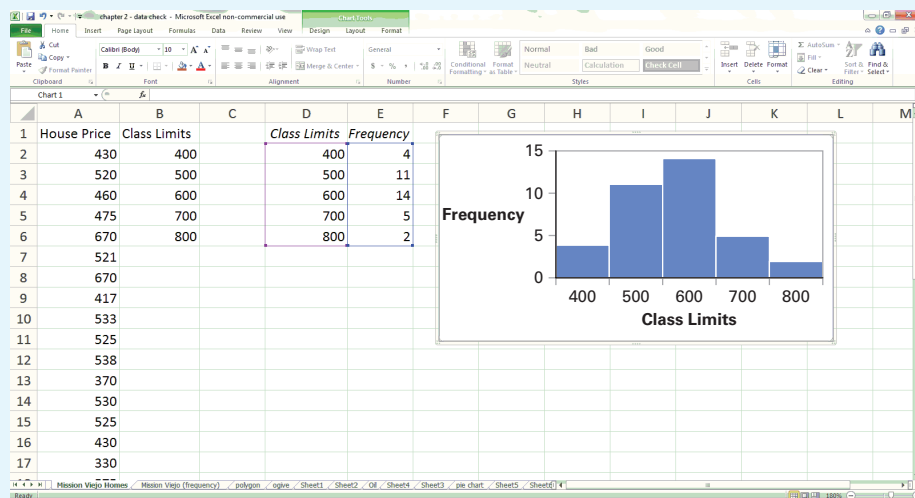 chapter 2 - data check - Microsoft Excel non-commercial use
Chart Tools
File Home Insert Page Layout Formulas Data Review View Design Layout Format
Cut
Copy
Format Painter
Paste
Clipboard
Calibri (Body) 10
B I U
Font
Wrap Text
Merge & Center
Alignment
General
$ % ,
Number
Conditional Formatting
Format as Table
Normal Bad Good
Neutral Calculation Check Cell
Styles
Insert Delete Format
Cells
Σ AutoSum
Fill
Clear
Sort & Filter
Find & Select
Editing
Chart 1 fx
A B C D E F G H I J K L M
1 House Price Class Limits Class Limits Frequency
2 430 400 400 4
3 520 500 500 11
4 460 600 600 14
5 475 700 700 5
6 670 800 800 2
7 521
8 670
9 417
10 533
11 525
12 538
13 370
14 530
15 525
16 430
17 330
15
10
Frequency
5
0
400 500 600 700 800
Class Limits
Mission Viejo Homes Mission Viejo (frequency) polygon ogive Sheet1 Sheet2 Oil Sheet4 Sheet3 pie chart Sheet5 Sheet6
Ready 180%